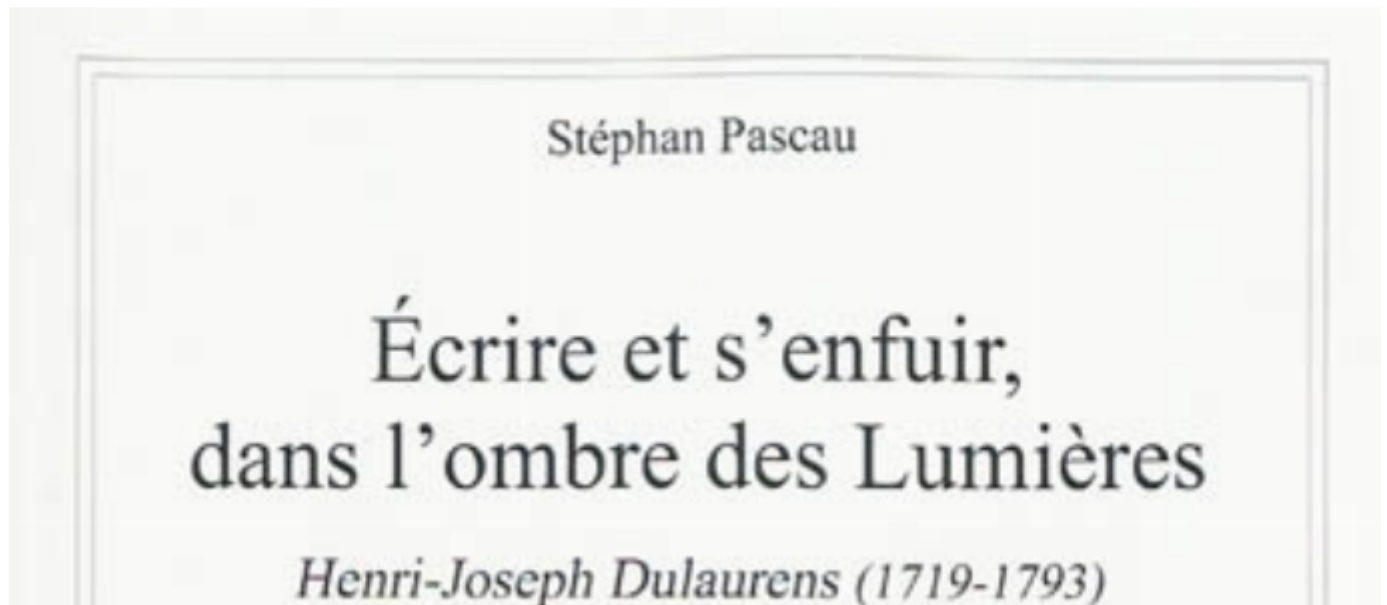 Stéphan Pascau
Écrire et s’enfuir,
dans l’ombre des Lumières
Henri-Joseph Dulaurens (1719-1793)